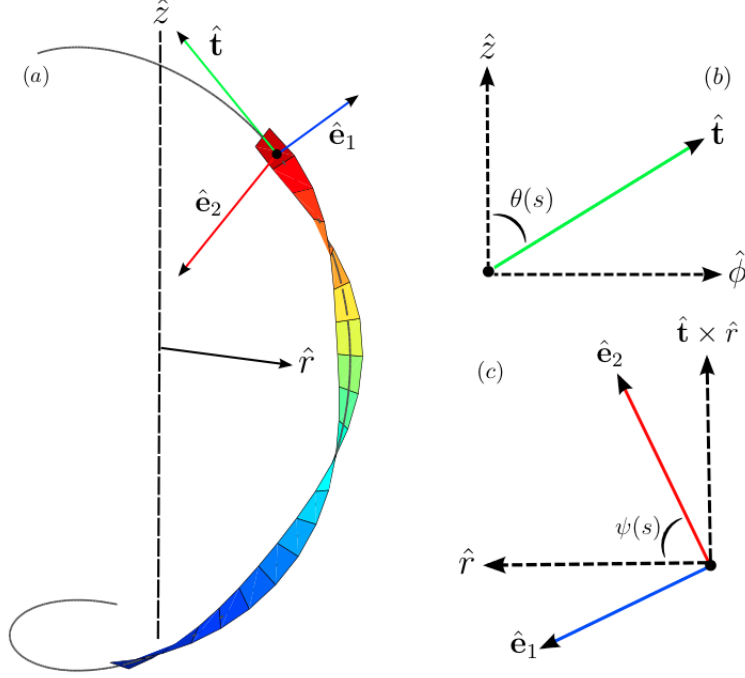 (a)
ẑ
t̂
ê₁
ê₂
r̂
(b)
ẑ
t̂
θ(s)
ϕ̂
(c)
t̂ × r̂
ê₂
ψ(s)
r̂
ê₁